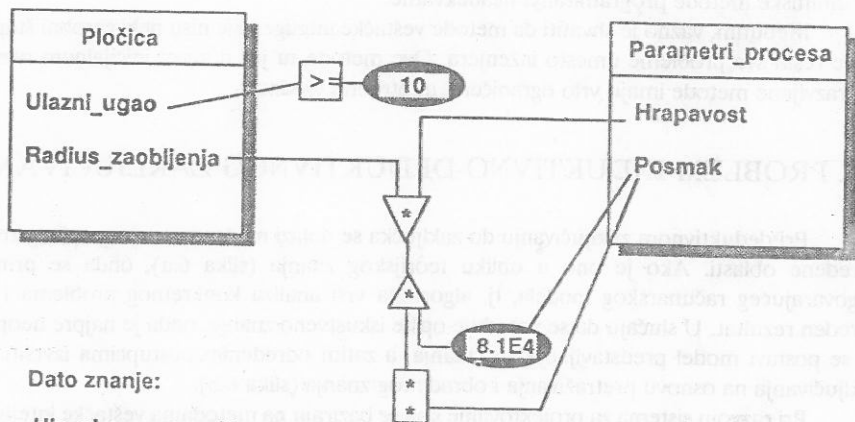 Pločica
Ulazni_ugao
Radius_zaobljenja
> =
10
Parametri_procesa
Hrapavost
Posmak
*
*
8.1E4
*
*
Dato znanje: